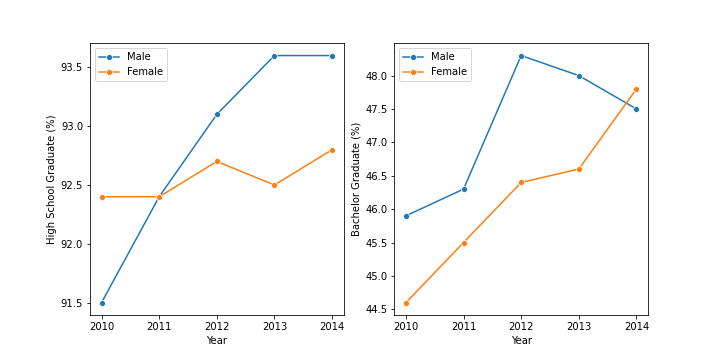 High School Graduate (%)
93.5
93.0
92.5
92.0
91.5
Male
Female
2010 2011 2012 2013 2014
Year
Bachelor Graduate (%)
48.0
47.5
47.0
46.5
46.0
45.5
45.0
44.5
Male
Female
2010 2011 2012 2013 2014
Year